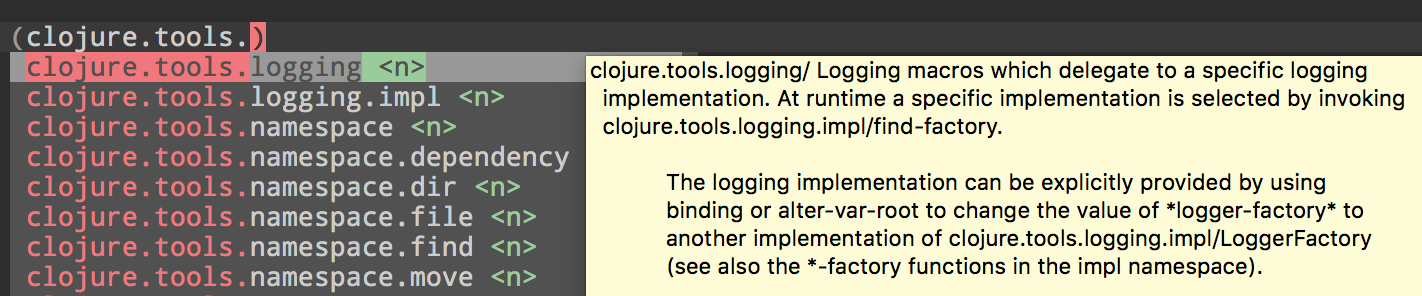 (clojure.tools.)
clojure.tools.logging <n>
clojure.tools.logging.impl <n>
clojure.tools.namespace <n>
clojure.tools.namespace.dependency
clojure.tools.namespace.dir <n>
clojure.tools.namespace.file <n>
clojure.tools.namespace.find <n>
clojure.tools.namespace.move <n>
clojure.tools.logging/ Logging macros which delegate to a specific logging
implementation. At runtime a specific implementation is selected by invoking
clojure.tools.logging.impl/find-factory.
The logging implementation can be explicitly provided by using
binding or alter-var-root to change the value of *logger-factory* to
another implementation of clojure.tools.logging.impl/LoggerFactory
(see also the *-factory functions in the impl namespace).